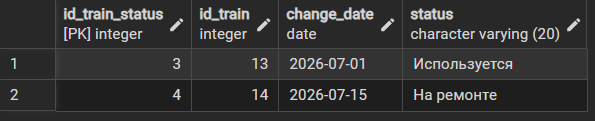 id_train_status id_train change_date status
[PK] integer integer date character varying (20)
1 3 13 2026-07-01 Используется
2 4 14 2026-07-15 На ремонте